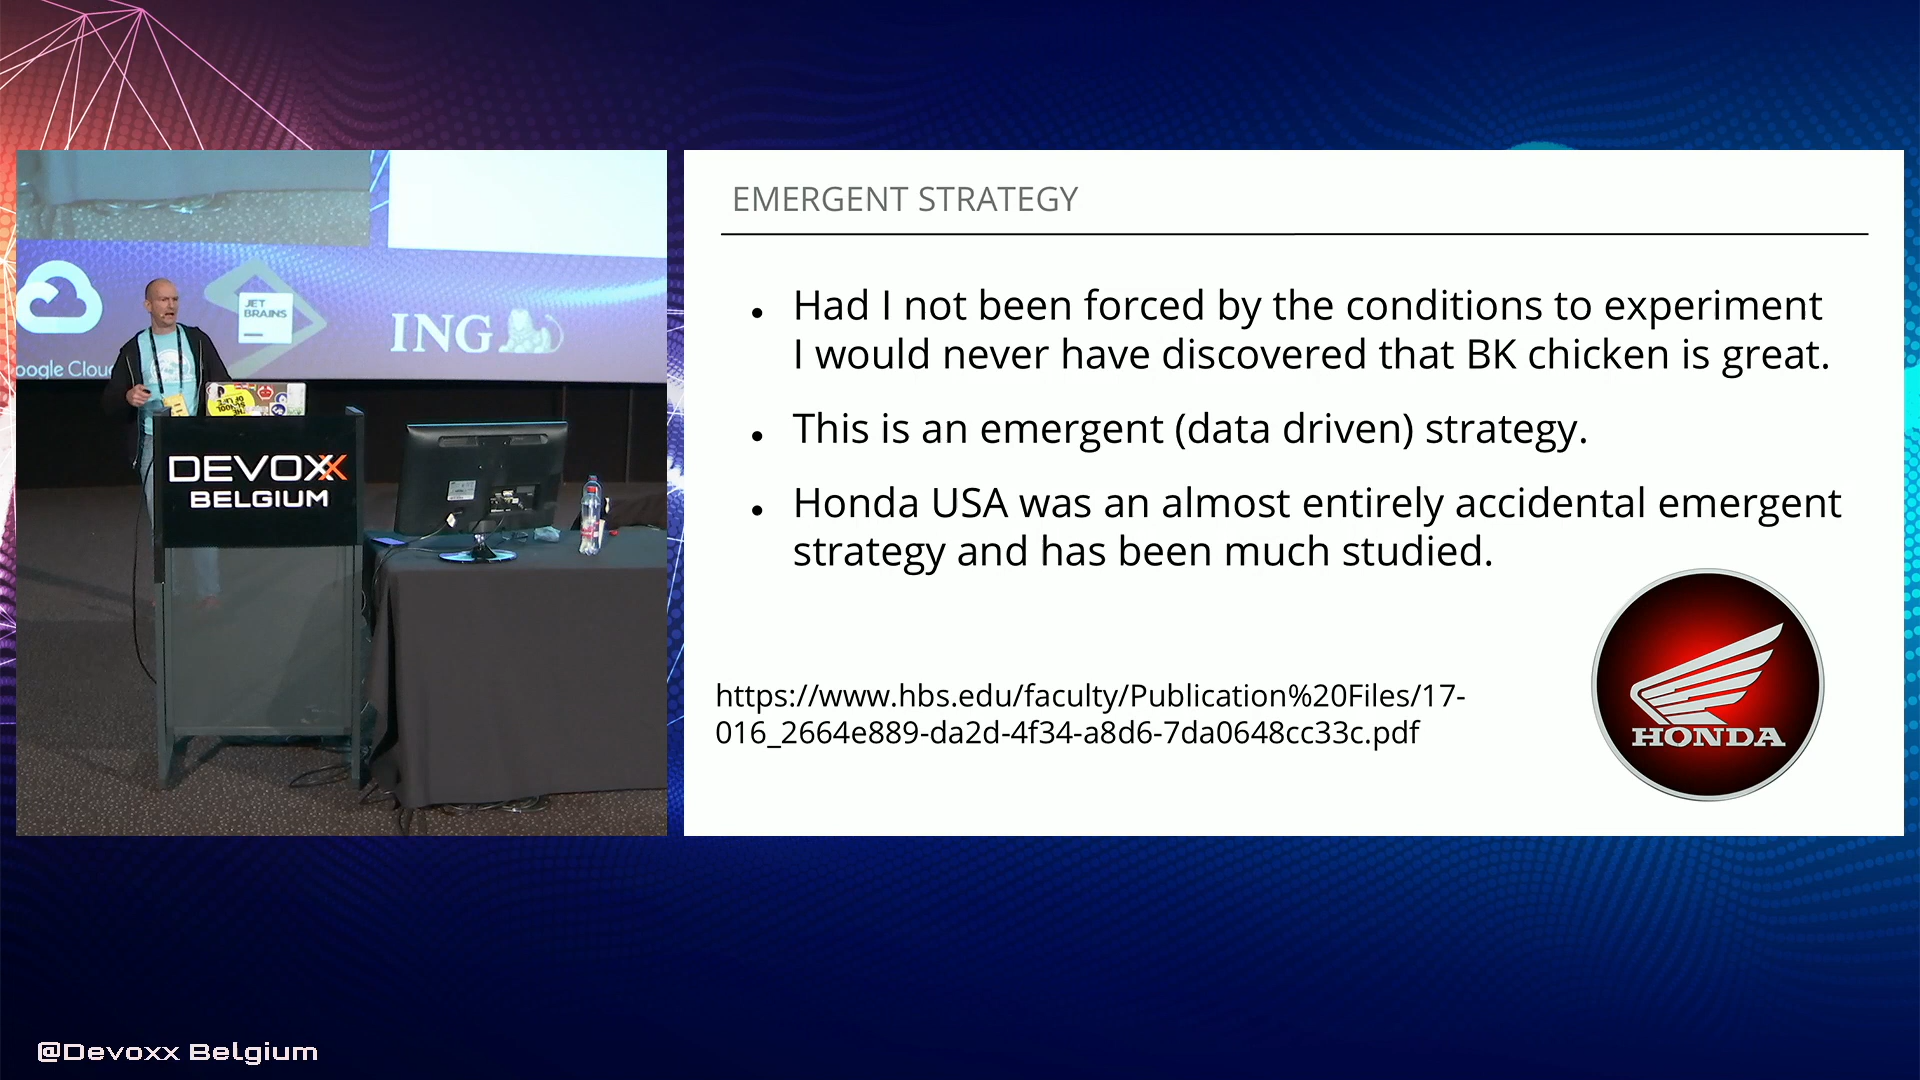 EMERGENT STRATEGY
• Had I not been forced by the conditions to experiment
I would never have discovered that BK chicken is great.
• This is an emergent (data driven) strategy.
• Honda USA was an almost entirely accidental emergent
strategy and has been much studied.
https://www.hbs.edu/faculty/Publication%20Files/17-
016_2664e889-da2d-4f34-a8d6-7da0648cc33c.pdf
HONDA
oogle Clou
JET
BRAINS
ING
DEVOXX
BELGIUM
@Devoxx Belgium